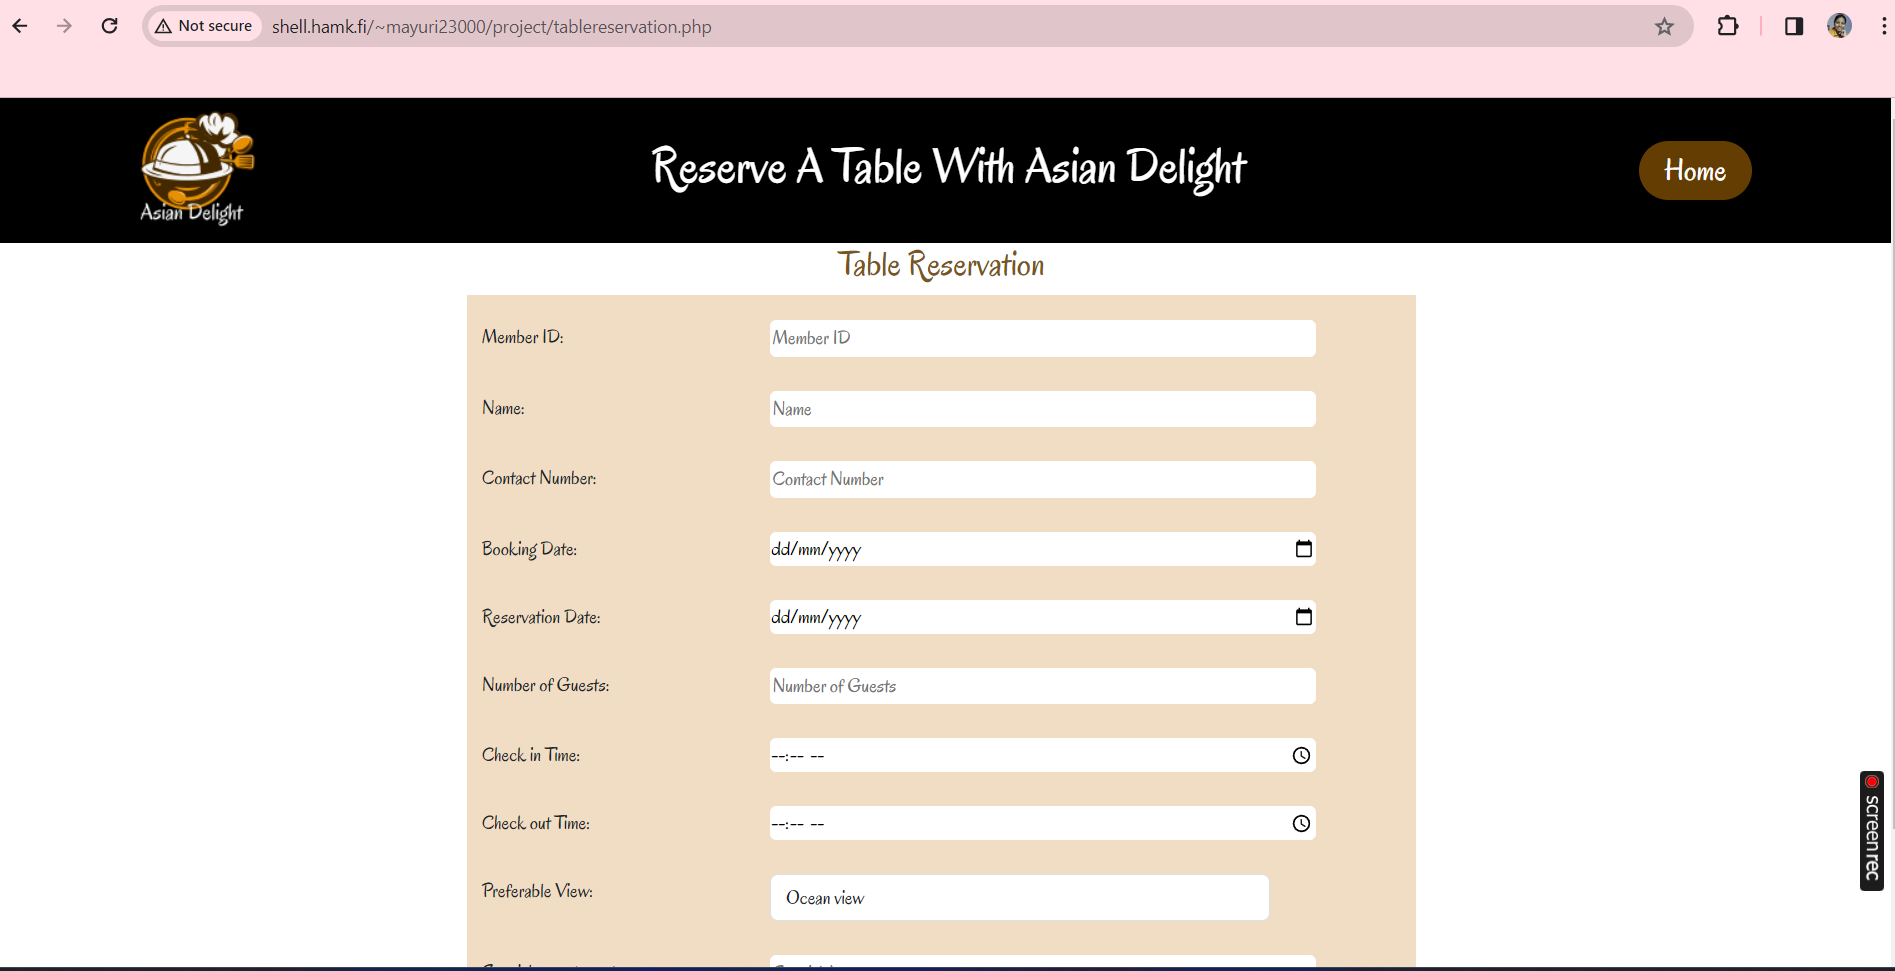 Not secure
shell.hamk.fi/~mayuri23000/project/tablereservation.php
Asian Delight
Reserve A Table With Asian Delight
Home
Table Reservation
Member ID:
Member ID
Name:
Name
Contact Number:
Contact Number
Booking Date:
dd/mm/yyyy
Reservation Date:
dd/mm/yyyy
Number of Guests:
Number of Guests
Check in Time:
--:-- --
Check out Time:
--:-- --
Preferable View:
Ocean view
screenrec